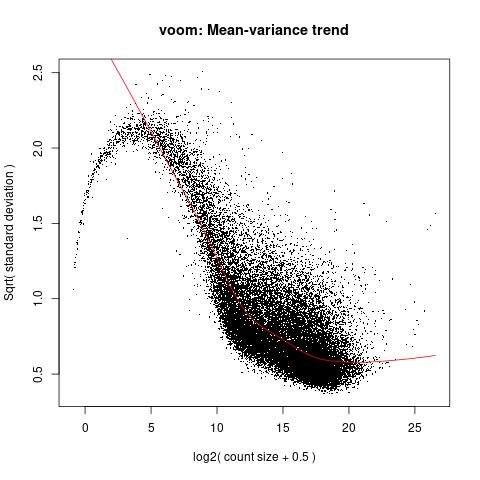 voom: Mean-variance trend
2.5
2.0
1.5
1.0
0.5
Sqrt( standard deviation )
0 5 10 15 20 25
log2( count size + 0.5 )